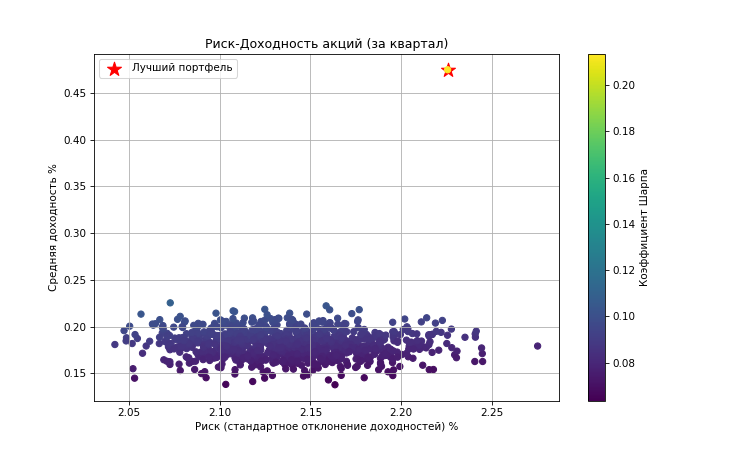 Риск-Доходность акций (за квартал)
Лучший портфель
Средняя доходность %
0.45
0.40
0.35
0.30
0.25
0.20
0.15
2.05 2.10 2.15 2.20 2.25
Риск (стандартное отклонение доходностей) %
0.20
0.18
0.16
0.14
0.12
0.10
0.08
Коэффициент Шарпа